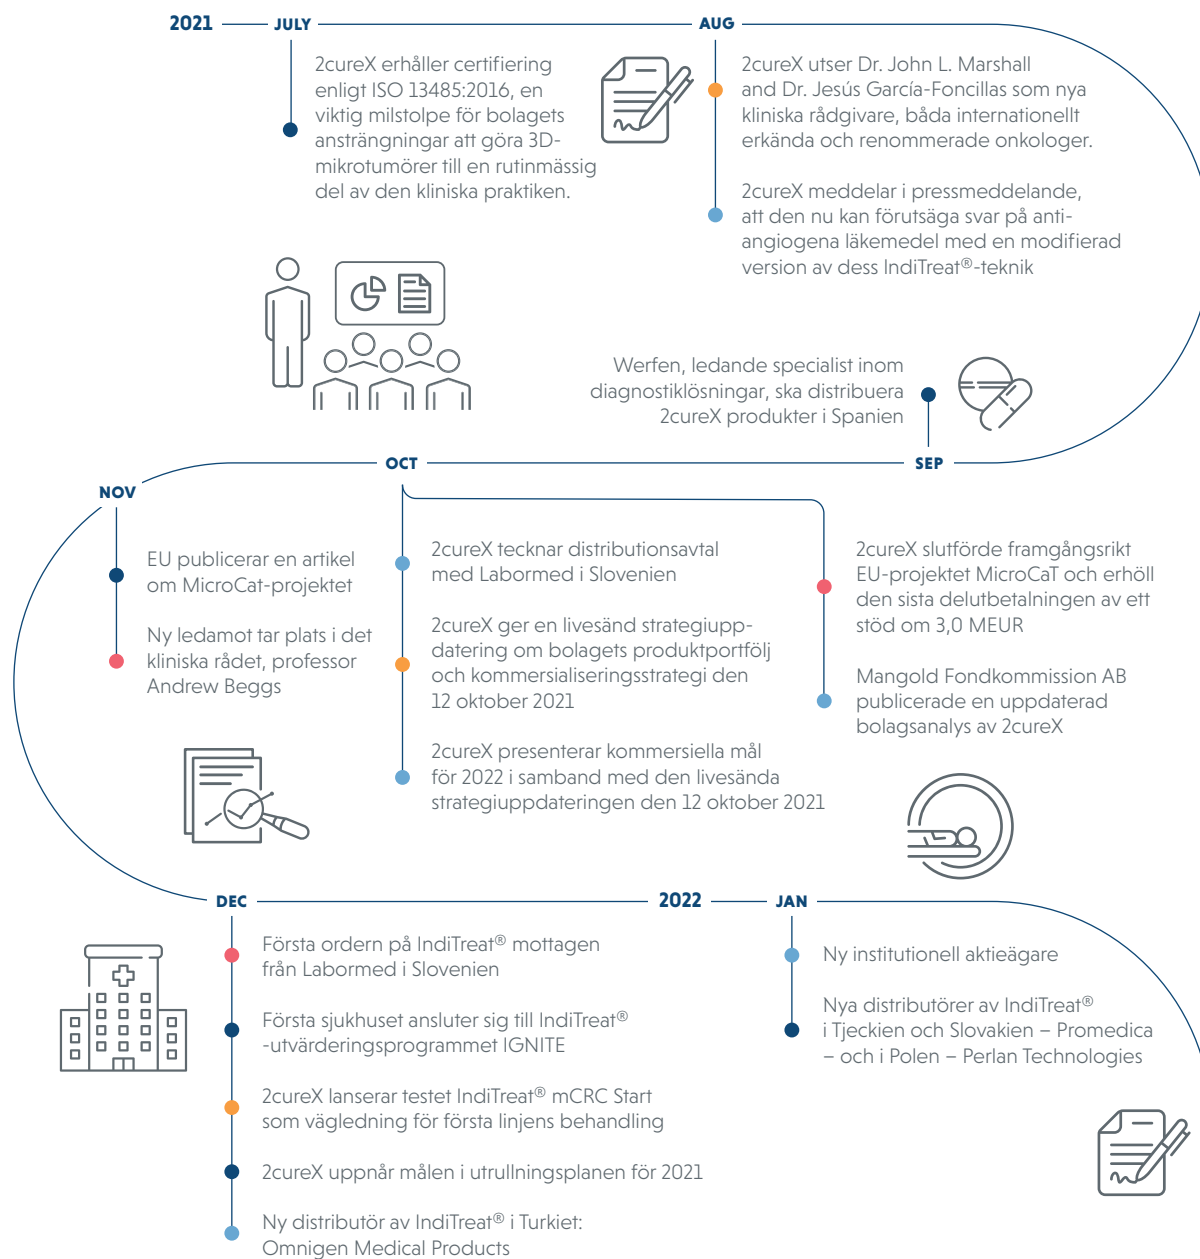 2021
JULY
2cureX erhåller certifiering
enligt ISO 13485:2016, en
viktig milstolpe för bolagets
ansträngningar att göra 3D-
mikrotumörer till en rutinmässig
del av den kliniska praktiken.
AUG
2cureX utser Dr. John L. Marshall
and Dr. Jesús García-Foncillas som nya
kliniska rådgivare, båda internationellt
erkända och renommerade onkologer.
2cureX meddelar i pressmeddelande,
att den nu kan förutsäga svar på anti-
angiogena läkemedel med en modifierad
version av dess IndiTreat®-teknik
Werfen, ledande specialist inom
diagnostiklösningar, ska distribuera
2cureX produkter i Spanien
SEP
OCT
2cureX tecknar distributionsavtal
med Labormed i Slovenien
2cureX ger en livesänd strategiupp-
datering om bolagets produktportfölj
och kommersialiseringsstrategi den
12 oktober 2021
2cureX presenterar kommersiella mål
för 2022 i samband med den livesända
strategiuppdateringen den 12 oktober 2021
2cureX slutförde framgångsrikt
EU-projektet MicroCaT och erhöll
den sista delutbetalningen av ett
stöd om 3,0 MEUR
Mangold Fondkommission AB
publicerade en uppdaterad
bolagsanalys av 2cureX
NOV
EU publicerar en artikel
om MicroCat-projektet
Ny ledamot tar plats i det
kliniska rådet, professor
Andrew Beggs
DEC
Första ordern på IndiTreat® mottagen
från Labormed i Slovenien
Första sjukhuset ansluter sig till IndiTreat®
-utvärderingsprogrammet IGNITE
2cureX lanserar testet IndiTreat® mCRC Start
som vägledning för första linjens behandling
2cureX uppnår målen i utrullningsplanen för 2021
Ny distributör av IndiTreat® i Turkiet:
Omnigen Medical Products
2022
JAN
Ny institutionell aktieägare
Nya distributörer av IndiTreat®
i Tjeckien och Slovakien – Promedica
– och i Polen – Perlan Technologies